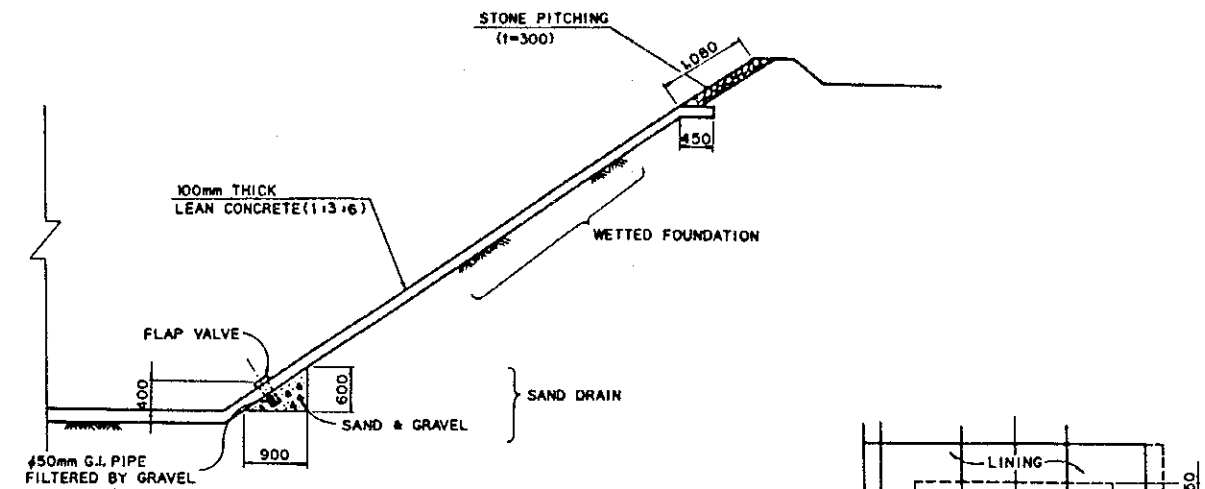 STONE PITCHING
(t=300)
1,080
450
100mm THICK
LEAN CONCRETE(1:3:6)
WETTED FOUNDATION
FLAP VALVE
400
600
SAND DRAIN
SAND & GRAVEL
900
LINING
φ50mm G.I. PIPE
FILTERED BY GRAVEL